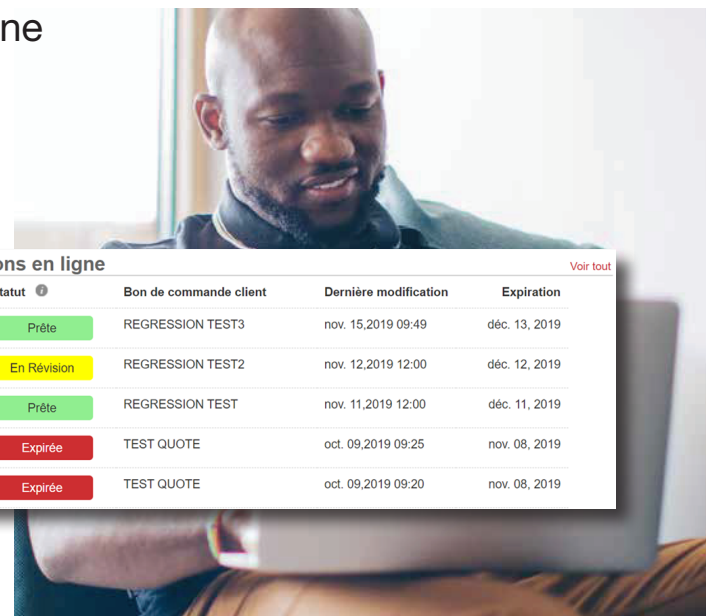 ne
ons en ligne Voir tout
tatut Bon de commande client Dernière modification Expiration
Prête REGRESSION TEST3 nov. 15,2019 09:49 déc. 13, 2019
En Révision REGRESSION TEST2 nov. 12,2019 12:00 déc. 12, 2019
Prête REGRESSION TEST nov. 11,2019 12:00 déc. 11, 2019
Expirée TEST QUOTE oct. 09,2019 09:25 nov. 08, 2019
Expirée TEST QUOTE oct. 09,2019 09:20 nov. 08, 2019